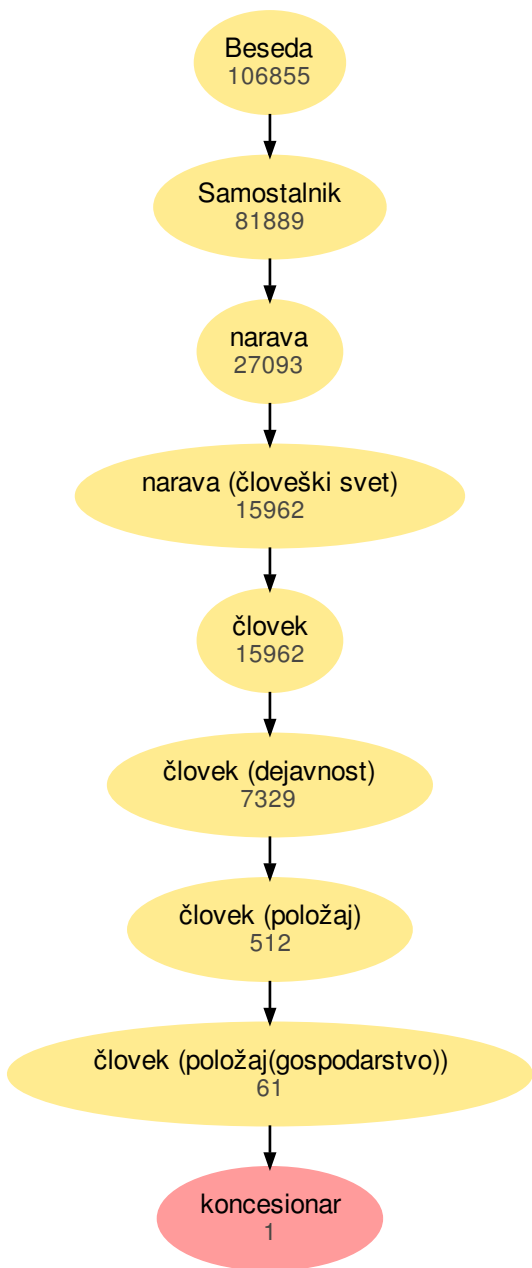 Beseda
106855
Samostalnik
81889
narava
27093
narava (človeški svet)
15962
človek
15962
človek (dejavnost)
7329
človek (položaj)
512
človek (položaj(gospodarstvo))
61
koncesionar
1